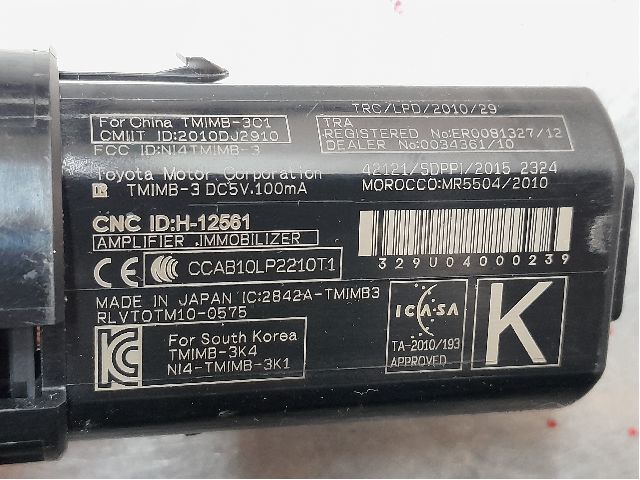 For China TMIMB-3C1
CMIIT ID:2010DJ2910
FCC ID:NI4TMIMB-3
Toyota Motor Corporation
TMIMB-3 DC5V.100mA
CNC ID:H-12561
AMPLIFIER .IMMOBILIZER
CE CCC CCAB10LP2210T1
MADE IN JAPAN IC:2842A-TMIMB3
RLVTOTM10-0575
KC For South Korea
TMIMB-3K4
NI4-TMIMB-3K1
TRC/LPD/2010/29
TRA
REGISTERED No:ER0081327/12
DEALER No:0034361/10
42121/SDPPI/2015 2324
MOROCCO:MR5504/2010
329U04000239
ICASA
TA-2010/193
APPROVED
K